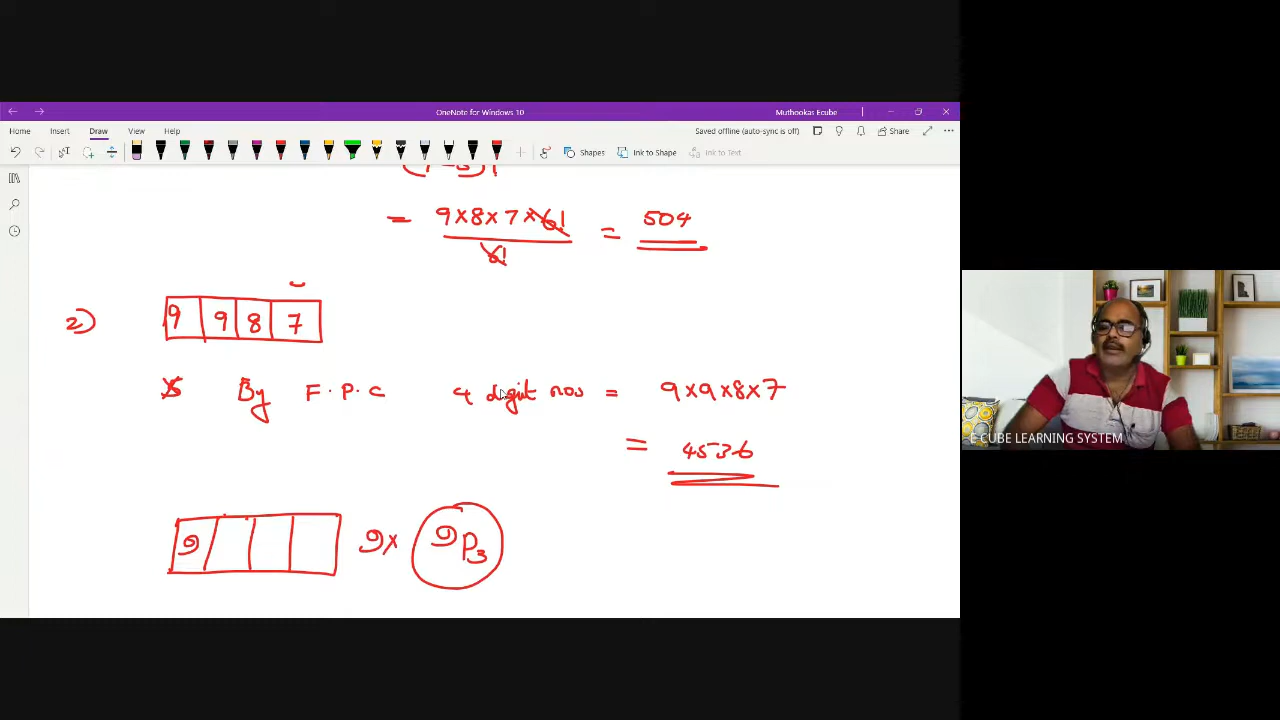 OneNote for Windows 10
Muthookas Ecube
Home Insert Draw View Help
Saved offline (auto-sync is off)
Share
Shapes
Ink to Shape
Ink to Text
= 9×8×7×6! / 6! = 504
2) 9 9 8 7
By F.P.C 4 digit nos = 9×9×8×7
= 4536
9 9× 9P3
E CUBE LEARNING SYSTEM